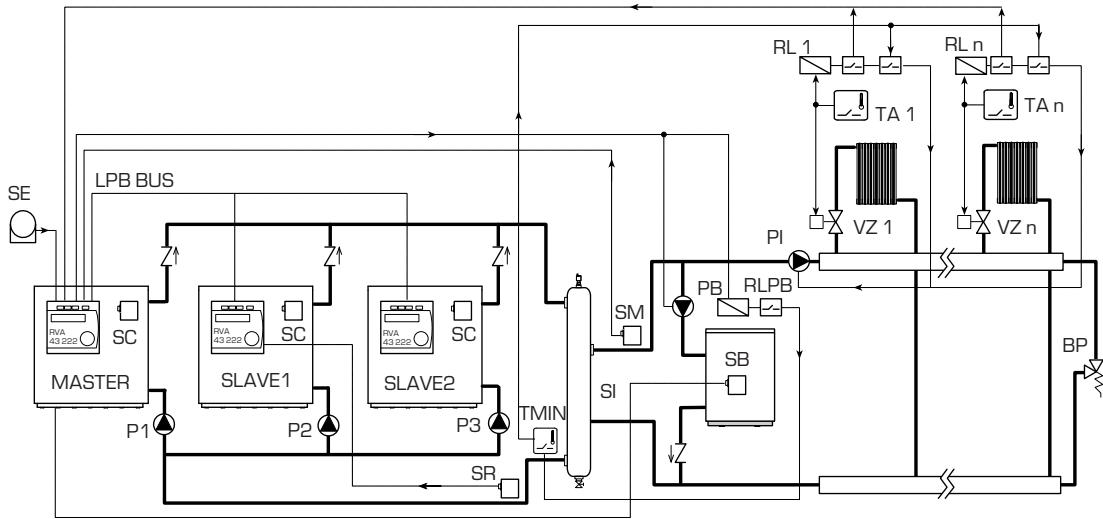 RL 1
RL n
TA 1
TA n
LPB BUS
SE
VZ 1
VZ n
PI
PB
RLPB
SM
SC
SC
SC
RVA
43 222
RVA
43 222
RVA
43 222
MASTER
SLAVE1
SLAVE2
SI
SB
BP
P1
P2
P3
TMIN
SR